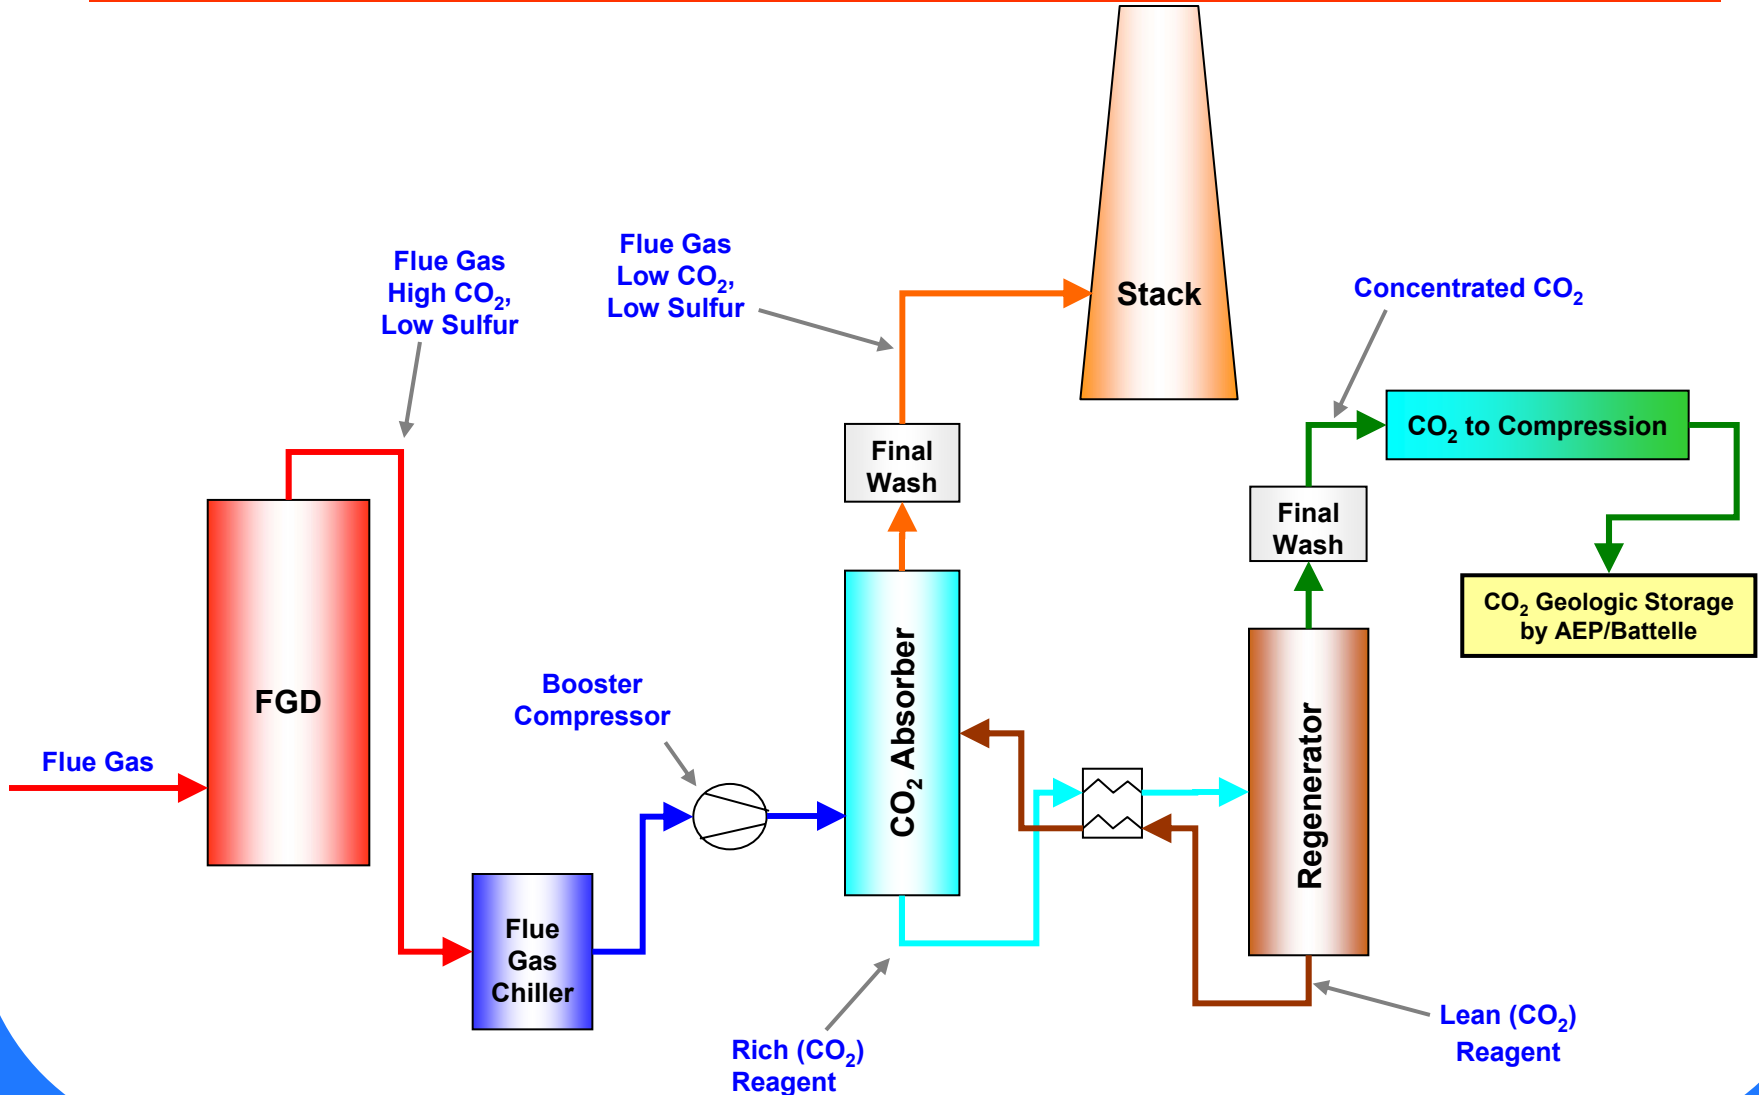 Flue Gas
High CO₂,
Low Sulfur
Flue Gas
Low CO₂,
Low Sulfur
Stack
Concentrated CO₂
CO₂ to Compression
Final
Wash
Final
Wash
CO₂ Geologic Storage
by AEP/Battelle
FGD
Flue Gas
Booster
Compressor
CO₂ Absorber
Regenerator
Flue
Gas
Chiller
Rich (CO₂)
Reagent
Lean (CO₂)
Reagent